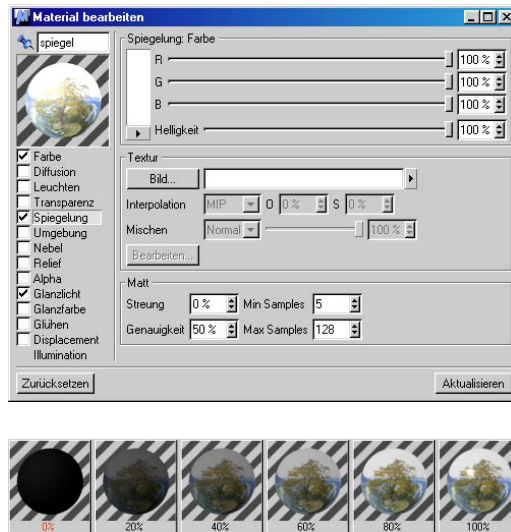 Material bearbeiten
spiegel
Spiegelung: Farbe
R 100 %
G 100 %
B 100 %
Helligkeit 100 %
Farbe
Diffusion
Leuchten
Transparenz
Spiegelung
Umgebung
Nebel
Relief
Alpha
Glanzlicht
Glanzfarbe
Glühen
Displacement
Illumination
Textur
Bild...
Interpolation MIP O 0 % S 0 %
Mischen Normal 100 %
Bearbeiten...
Matt
Streung 0 % Min Samples 5
Genauigkeit 50 % Max Samples 128
Zurücksetzen Aktualisieren
0% 20% 40% 60% 80% 100%